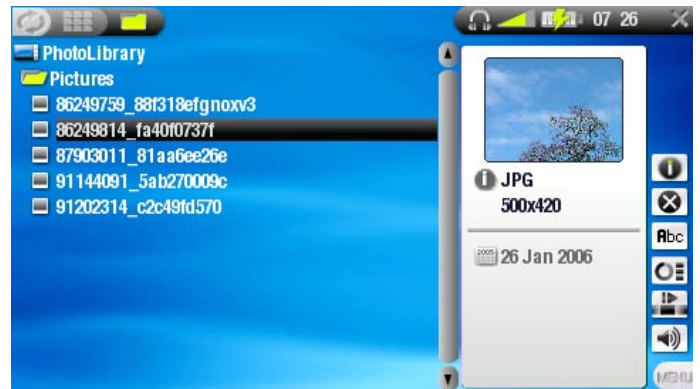 07 26
PhotoLibrary
Pictures
86249759_88f318efgnoxv3
86249814_fa40f0737f
87903011_81aa6ee26e
91144091_5ab270009c
91202314_c2c49fd570
JPG
500x420
2005 26 Jan 2006
Abc
MENU